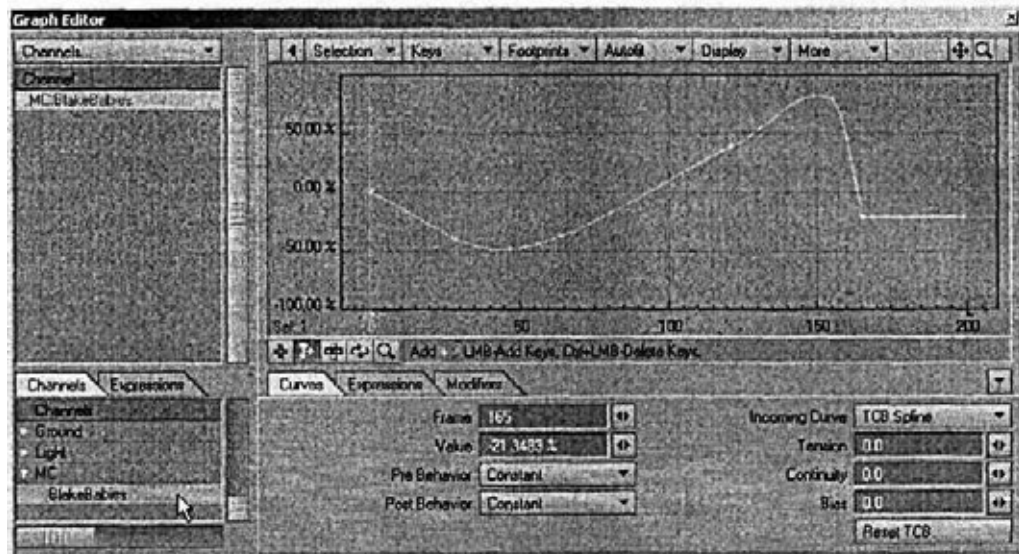 Graph Editor
Channels...
Channel
MC.BlakeBabies
Selection
Keys
Footprints
Autofit
Display
More
50.00 %
0.00 %
-50.00 %
-100.00 %
Sel: 1
50
100
150
200
Add LMB-Add Keys, Ctrl+LMB-Delete Keys.
Channels Expressions
Channels
Ground
Light
MC
BlakeBabies
Curves Expressions Modifiers
Frame 165
Value -21.3483 %
Pre Behavior Constant
Post Behavior Constant
Incoming Curve TCB Spline
Tension 0.0
Continuity 0.0
Bias 0.0
Reset TCB